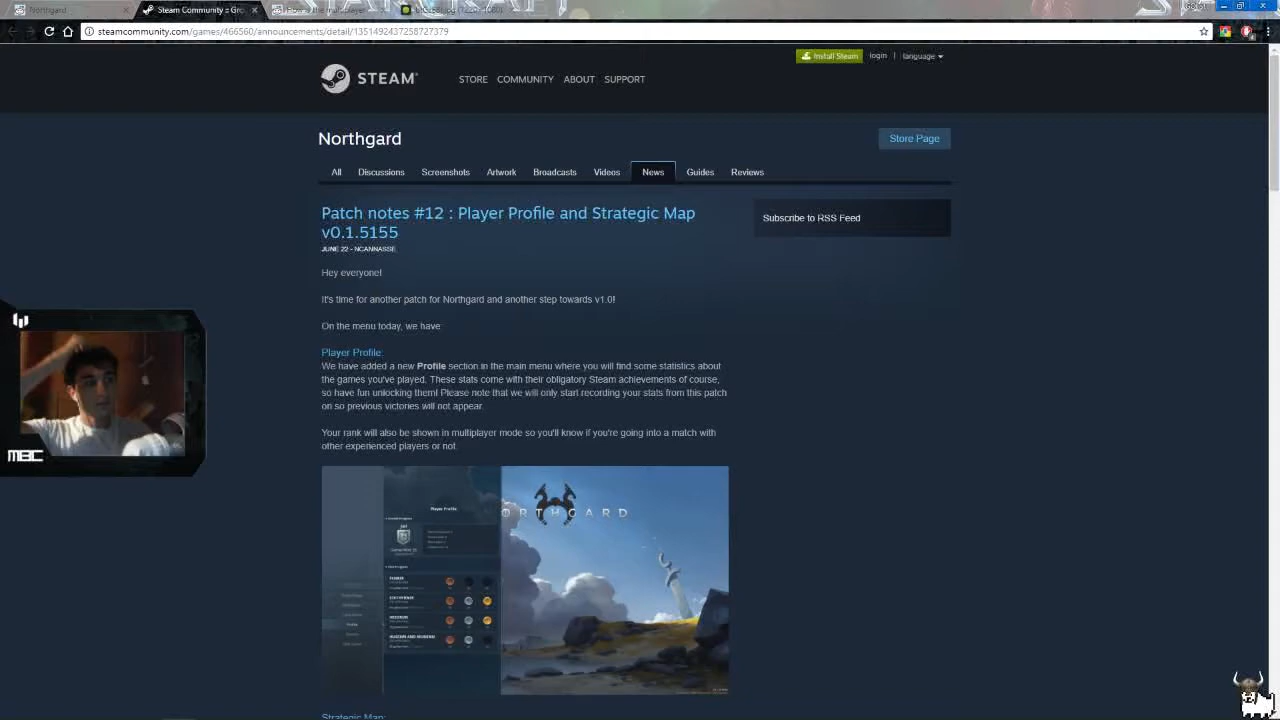 Northgard
Steam Community :: Gro
steamcommunity.com/games/466560/announcements/detail/1351492437258727379
Install Steam
login
language
STEAM
STORE
COMMUNITY
ABOUT
SUPPORT
Northgard
Store Page
All
Discussions
Screenshots
Artwork
Broadcasts
Videos
News
Guides
Reviews
Patch notes #12 : Player Profile and Strategic Map
v0.1.5155
JUNE 22 - NCANNASSE
Subscribe to RSS Feed
Hey everyone!
It's time for another patch for Northgard and another step towards v1.0!
On the menu today, we have:
Player Profile:
We have added a new Profile section in the main menu where you will find some statistics about
the games you've played. These stats come with their obligatory Steam achievements of course,
so have fun unlocking them! Please note that we will only start recording your stats from this patch
on so previous victories will not appear.
Your rank will also be shown in multiplayer mode so you'll know if you're going into a match with
other experienced players or not.
MBC
Player Profile
ORTHGARD
Strategic Map: